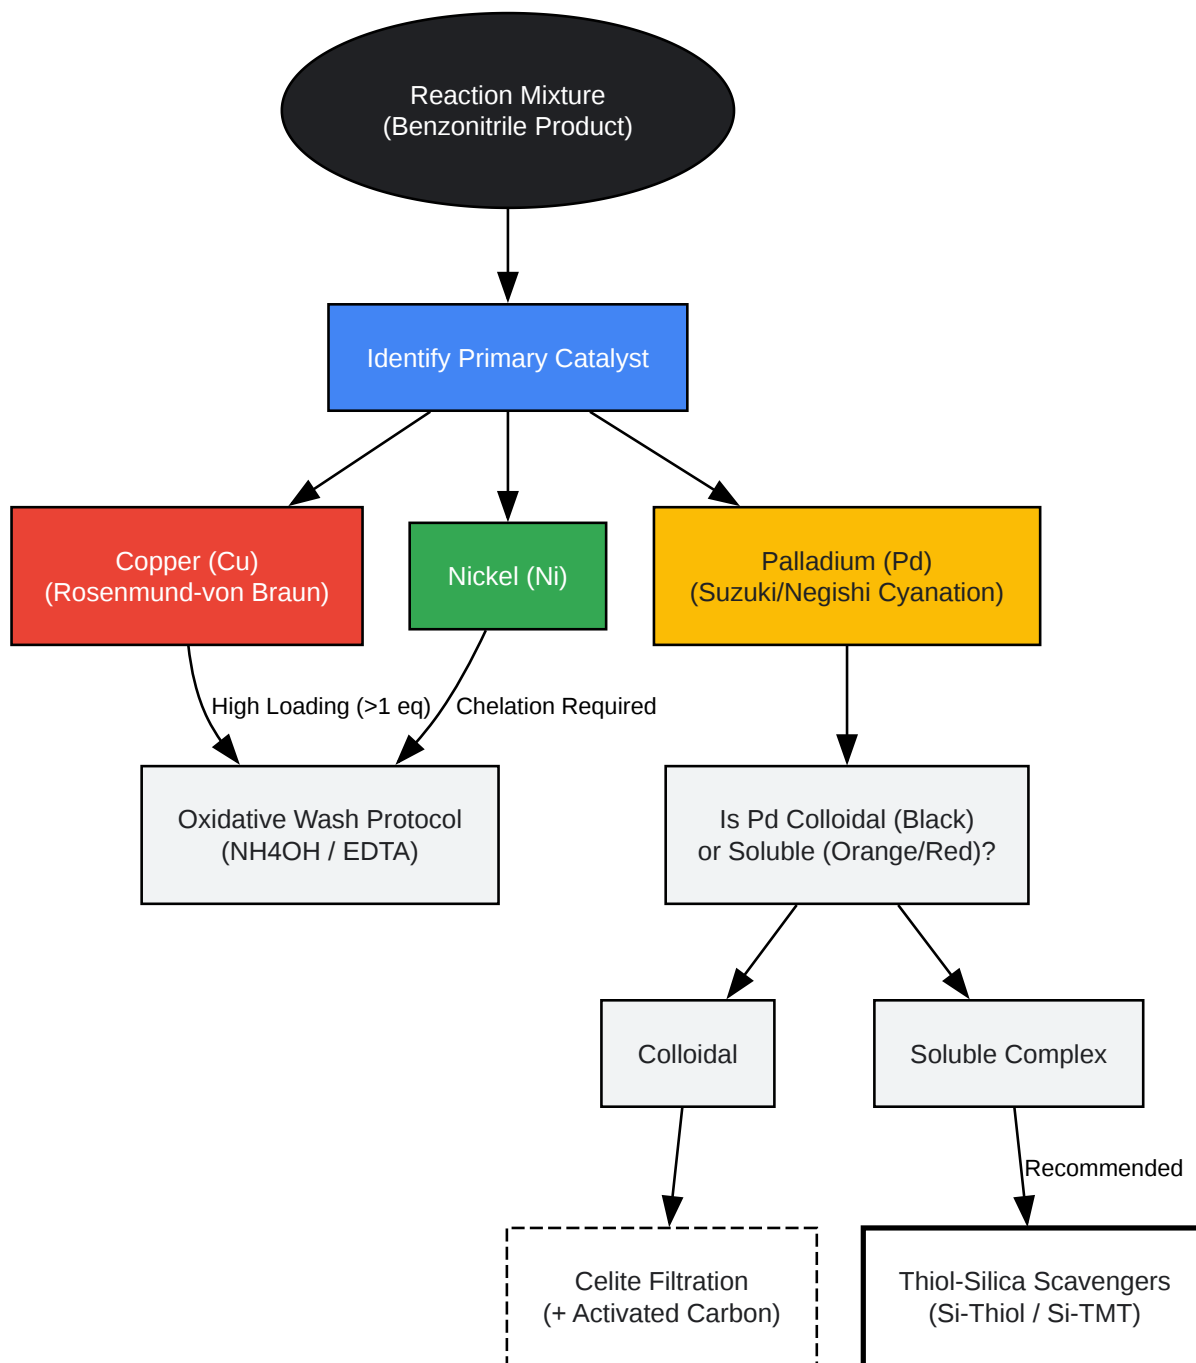 Reaction Mixture
(Benzonitrile Product)
Identify Primary Catalyst
Copper (Cu)
(Rosenmund-von Braun)
Nickel (Ni)
Palladium (Pd)
(Suzuki/Negishi Cyanation)
High Loading (>1 eq)
Chelation Required
Oxidative Wash Protocol
(NH4OH / EDTA)
Is Pd Colloidal (Black)
or Soluble (Orange/Red)?
Colloidal
Soluble Complex
Recommended
Celite Filtration
(+ Activated Carbon)
Thiol-Silica Scavengers
(Si-Thiol / Si-TMT)